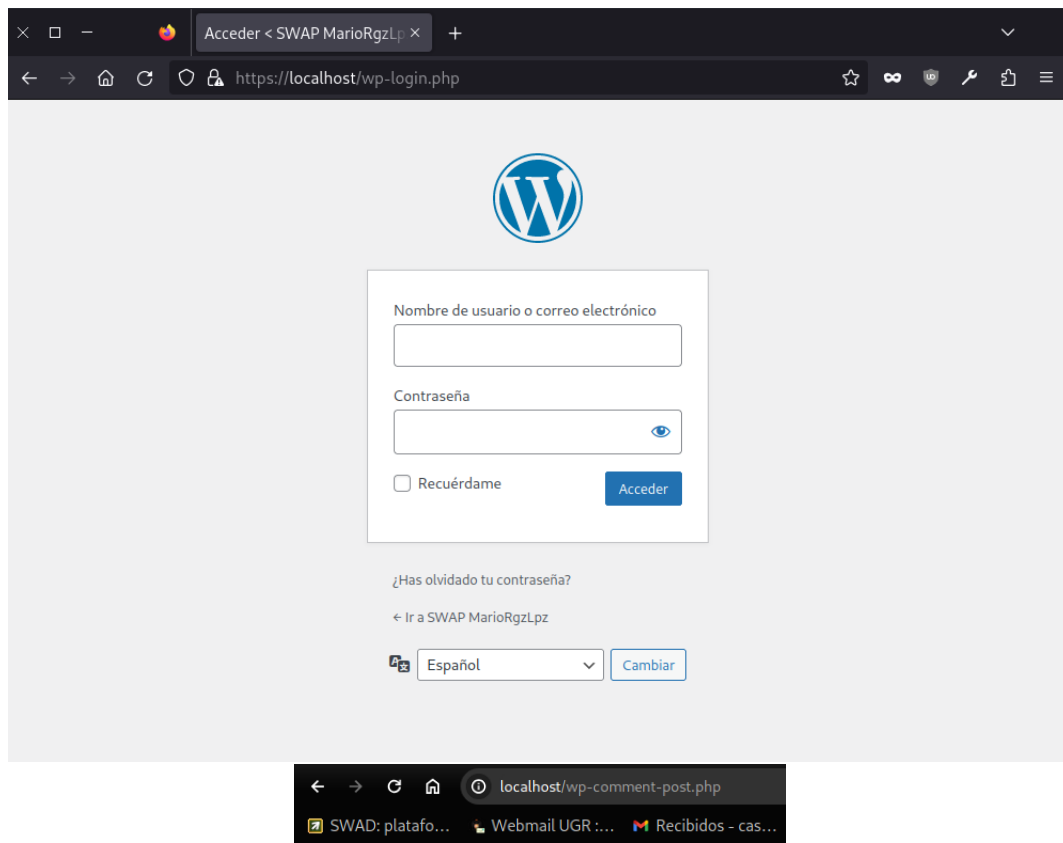 Acceder < SWAP MarioRgzLp
https://localhost/wp-login.php
Nombre de usuario o correo electrónico
Contraseña
Recuérdame
Acceder
¿Has olvidado tu contraseña?
← Ir a SWAP MarioRgzLpz
Español
Cambiar
localhost/wp-comment-post.php
SWAD: platafo... Webmail UGR :... Recibidos - cas...